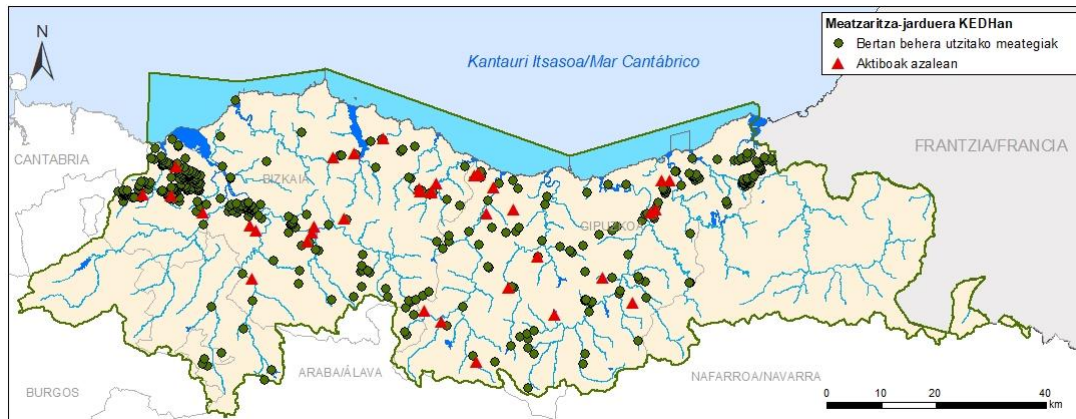 N
Meatzaritza-jarduera KEDHan
Bertan behera utzitako meategiak
Aktiboak azalean
Kantauri Itsasoa/Mar Cantábrico
CANTABRIA
BIZKAIA
GIPUZKOA
FRANTZIA/FRANCIA
ARABA/ÁLAVA
NAFARROA/NAVARRA
BURGOS
0 10 20 40
km